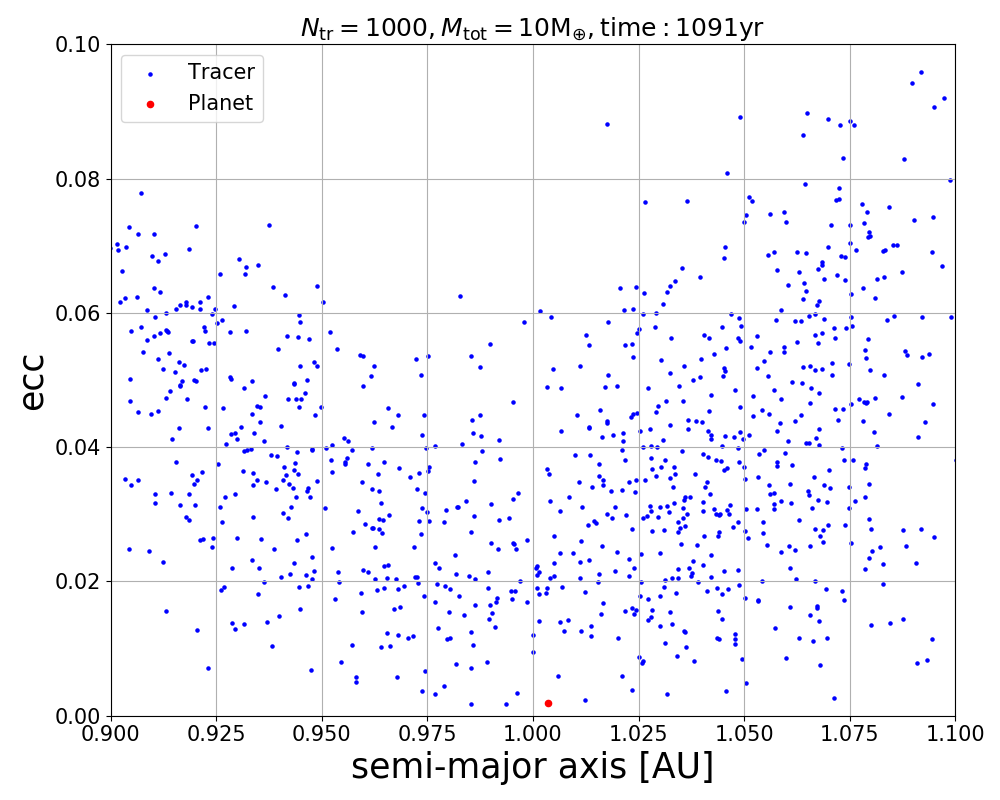 N_tr = 1000, M_tot = 10M_⊕, time : 1091yr
0.10
Tracer
Planet
0.08
0.06
ecc
0.04
0.02
0.00
0.900 0.925 0.950 0.975 1.000 1.025 1.050 1.075 1.100
semi-major axis [AU]